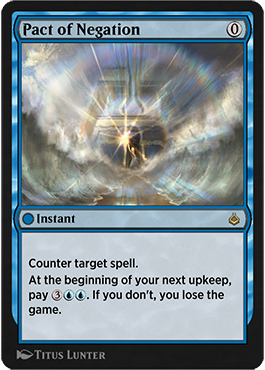 Pact of Negation 0
Instant
Counter target spell.
At the beginning of your next upkeep,
pay 3. If you don't, you lose the
game.
Titus Lunter